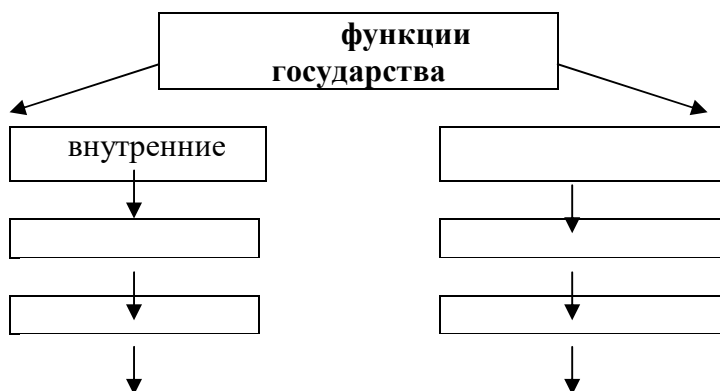 функции
государства
внутренние